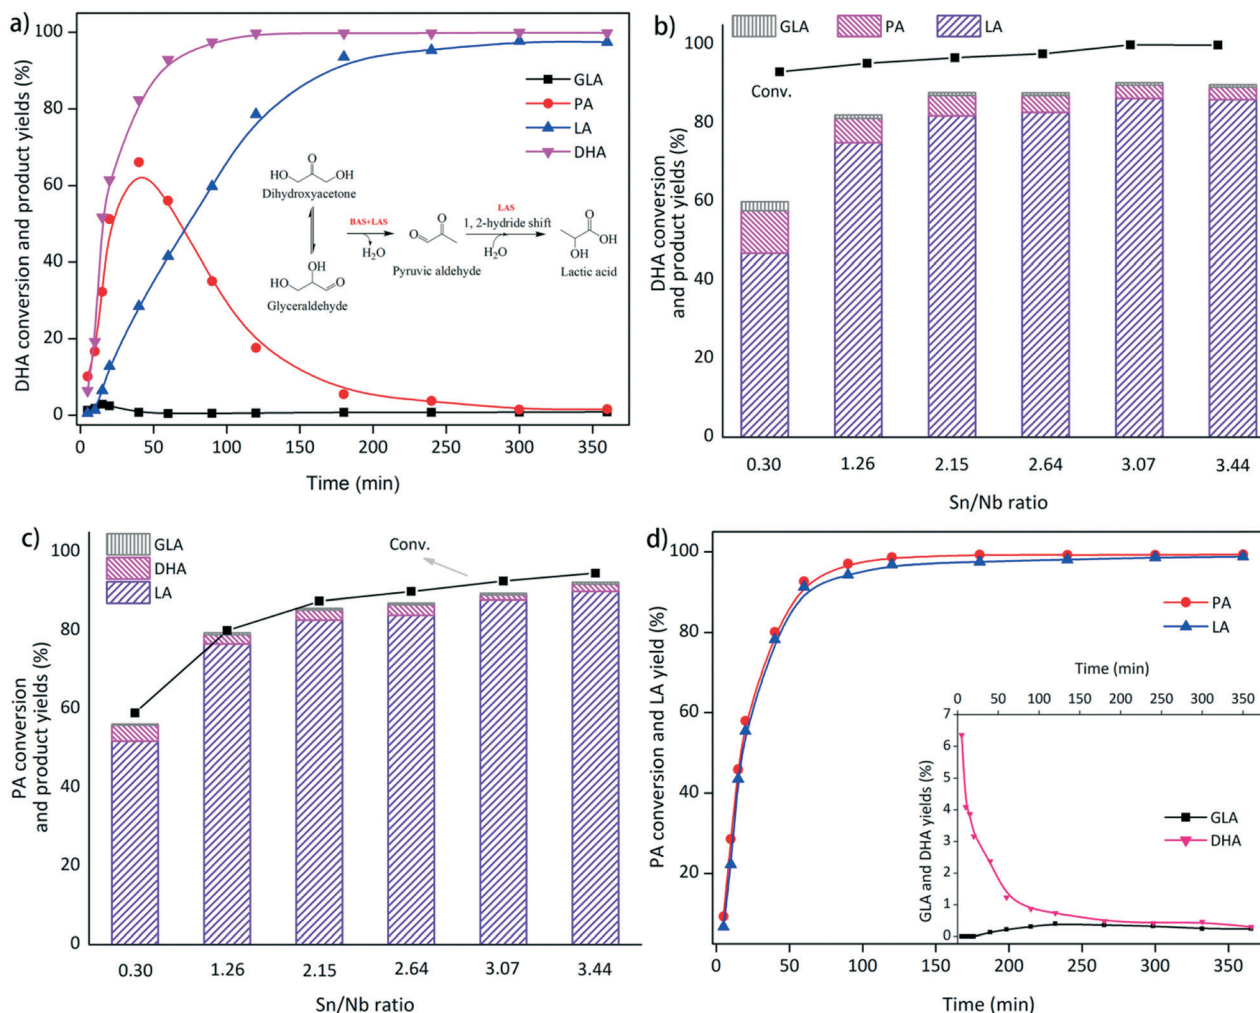 a)
DHA conversion and product yields (%)
100
80
60
40
20
0
GLA
PA
LA
DHA
O
HO OH
Dihydroxyacetone
OH
HO O
Glyceraldehyde
BAS+LAS
H2O
O
O
Pyruvic aldehyde
LAS
1, 2-hydride shift
H2O
O
OH
OH
Lactic acid
0 50 100 150 200 250 300 350
Time (min)
b)
GLA PA LA
DHA conversion
and product yields (%)
100
80
60
40
20
0
Conv.
0.30 1.26 2.15 2.64 3.07 3.44
Sn/Nb ratio
c)
PA conversion
and product yields (%)
100
80
60
40
20
0
GLA
DHA
LA
Conv.
0.30 1.26 2.15 2.64 3.07 3.44
Sn/Nb ratio
d)
PA conversion and LA yield (%)
100
80
60
40
20
PA
LA
Time (min)
0 50 100 150 200 250 300 350
GLA and DHA yields (%)
7
6
5
4
3
2
1
0
GLA
DHA
0 50 100 150 200 250 300 350
Time (min)